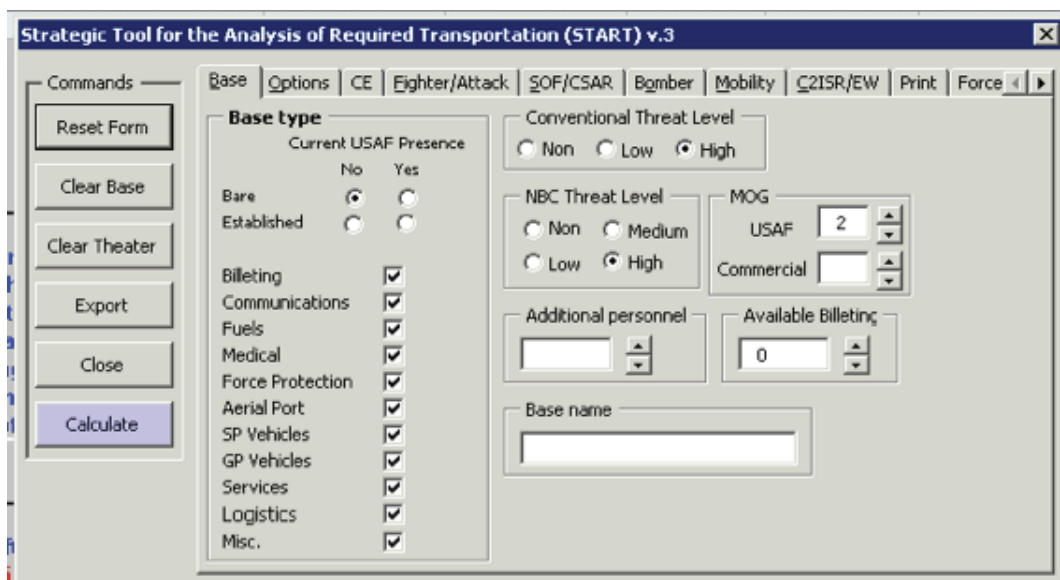 Strategic Tool for the Analysis of Required Transportation (START) v.3
Commands
Reset Form
Clear Base
Clear Theater
Export
Close
Calculate
Base Options CE Fighter/Attack SOF/CSAR Bomber Mobility C2ISR/EW Print Force
Base type
Current USAF Presence
No Yes
Bare
Established
Billeting
Communications
Fuels
Medical
Force Protection
Aerial Port
SP Vehicles
GP Vehicles
Services
Logistics
Misc.
Conventional Threat Level
Non Low High
NBC Threat Level
Non Medium
Low High
MOG
USAF 2
Commercial
Additional personnel
Available Billeting
0
Base name